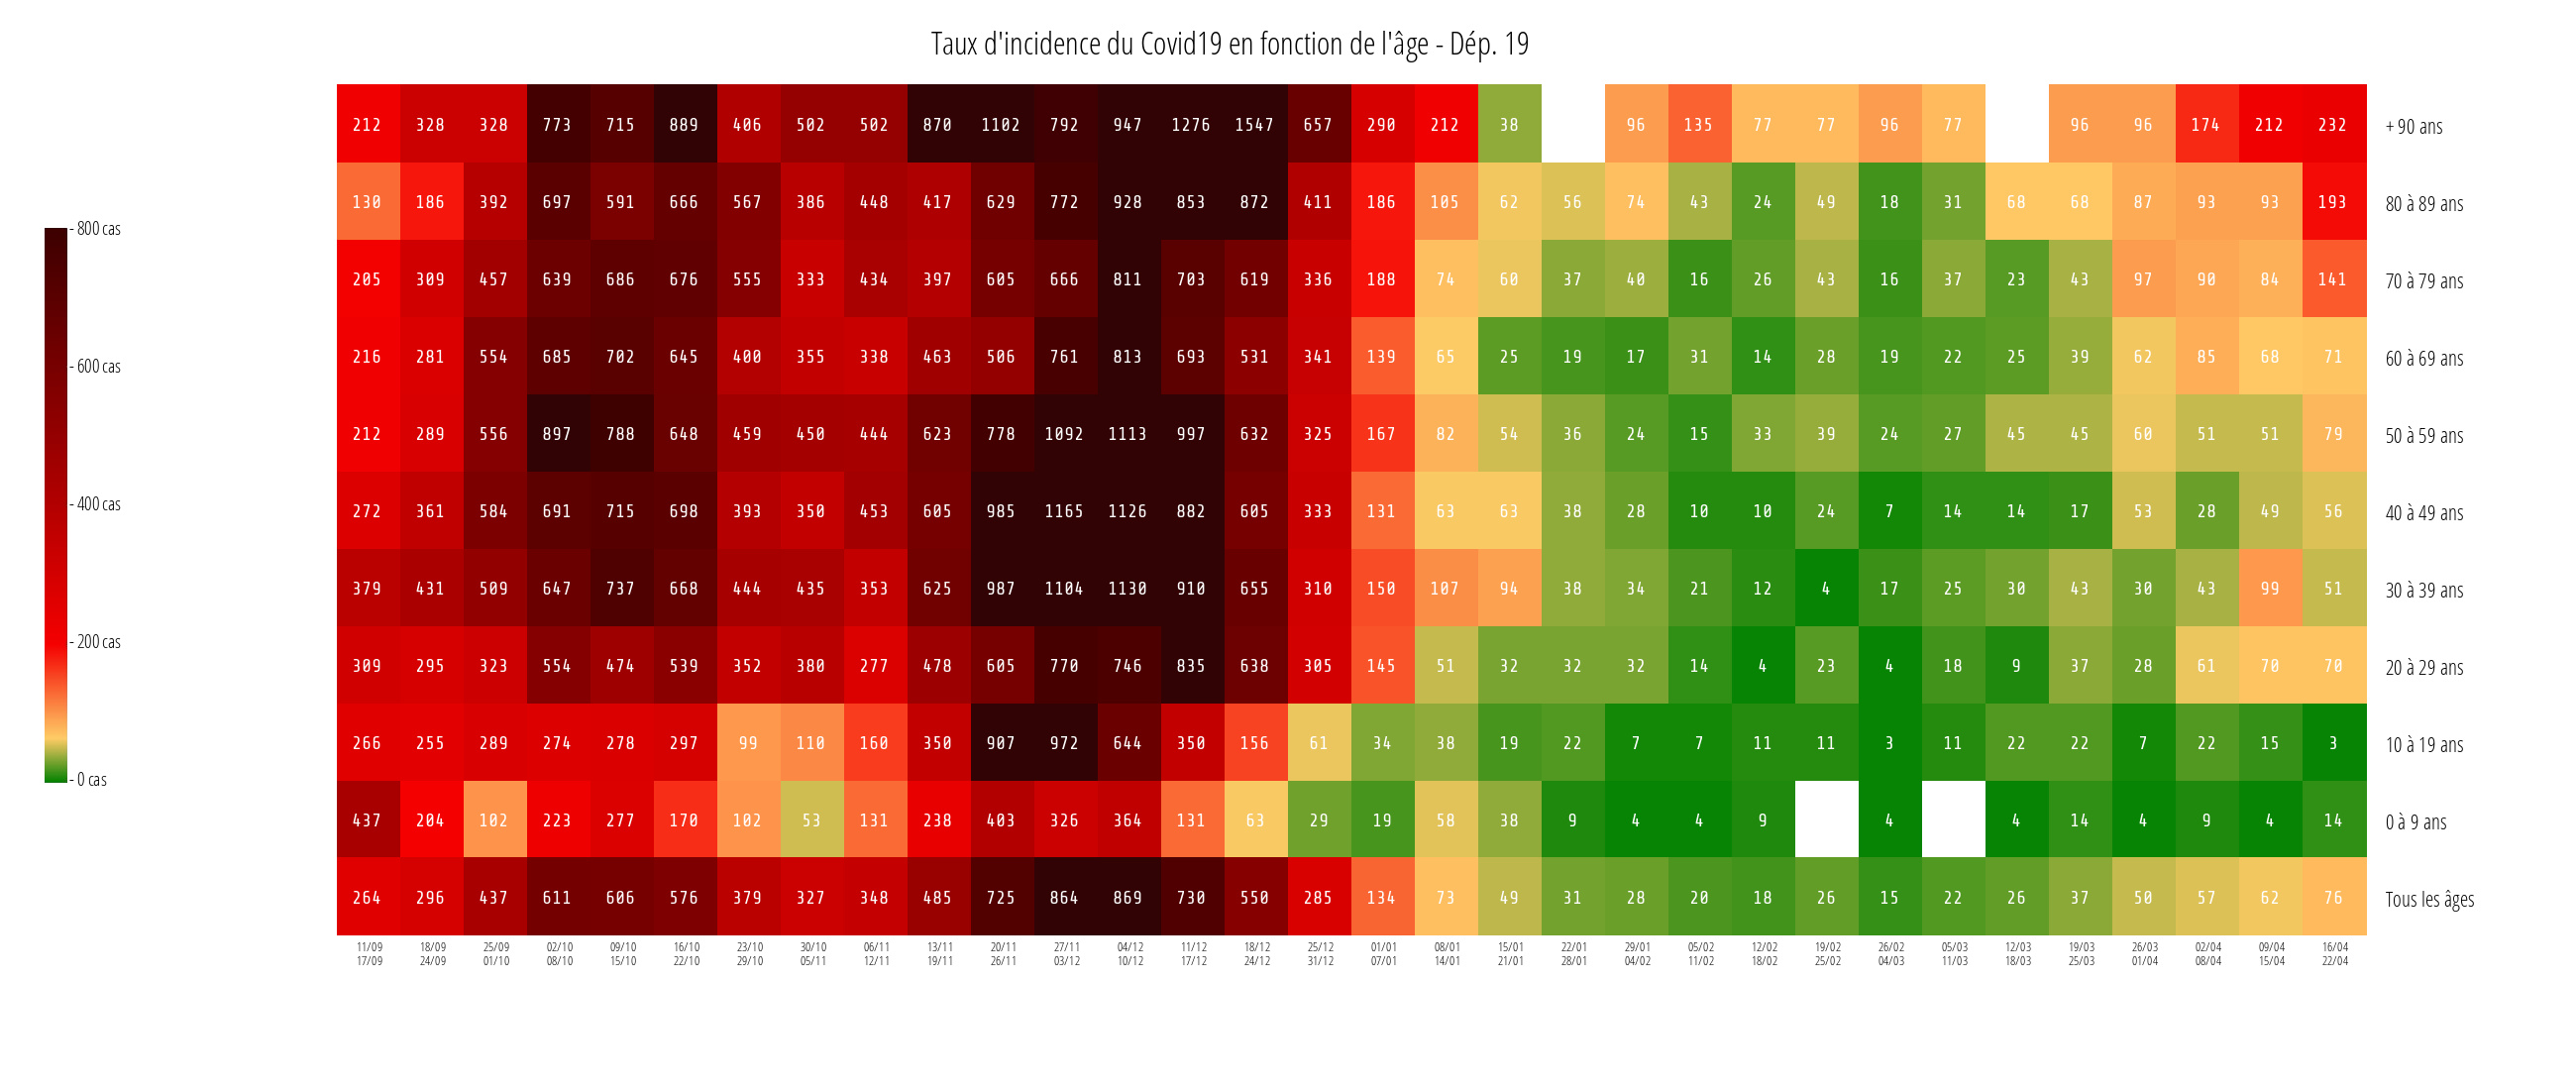 Taux d'incidence du Covid19 en fonction de l'âge - Dép. 19
- 800 cas
- 600 cas
- 400 cas
- 200 cas
- 0 cas
212 328 328 773 715 889 406 502 502 870 1102 792 947 1276 1547 657 290 212 38 96 135 77 77 96 77 96 96 174 212 232 + 90 ans
130 186 392 697 591 666 567 386 448 417 629 772 928 853 872 411 186 105 62 56 74 43 24 49 18 31 68 68 87 93 93 193 80 à 89 ans
205 309 457 639 686 676 555 333 434 397 605 666 811 703 619 336 188 74 60 37 40 16 26 43 16 37 23 43 97 90 84 141 70 à 79 ans
216 281 554 685 702 645 400 355 338 463 506 761 813 693 531 341 139 65 25 19 17 31 14 28 19 22 25 39 62 85 68 71 60 à 69 ans
212 289 556 897 788 648 459 450 444 623 778 1092 1113 997 632 325 167 82 54 36 24 15 33 39 24 27 45 45 60 51 51 79 50 à 59 ans
272 361 584 691 715 698 393 350 453 605 985 1165 1126 882 605 333 131 63 63 38 28 10 10 24 7 14 14 17 53 28 49 56 40 à 49 ans
379 431 509 647 737 668 444 435 353 625 987 1104 1130 910 655 310 150 107 94 38 34 21 12 4 17 25 30 43 30 43 99 51 30 à 39 ans
309 295 323 554 474 539 352 380 277 478 605 770 746 835 638 305 145 51 32 32 32 14 4 23 4 18 9 37 28 61 70 70 20 à 29 ans
266 255 289 274 278 297 99 110 160 350 907 972 644 350 156 61 34 38 19 22 7 7 11 11 3 11 22 22 7 22 15 3 10 à 19 ans
437 204 102 223 277 170 102 53 131 238 403 326 364 131 63 29 19 58 38 9 4 4 9 4 4 14 4 9 4 14 0 à 9 ans
264 296 437 611 606 576 379 327 348 485 725 864 869 730 550 285 134 73 49 31 28 20 18 26 15 22 26 37 50 57 62 76 Tous les âges
11/09 18/09 25/09 02/10 09/10 16/10 23/10 30/10 06/11 13/11 20/11 27/11 04/12 11/12 18/12 25/12 01/01 08/01 15/01 22/01 29/01 05/02 12/02 19/02 26/02 05/03 12/03 19/03 26/03 02/04 09/04 16/04
17/09 24/09 01/10 08/10 15/10 22/10 29/10 05/11 12/11 19/11 26/11 03/12 10/12 17/12 24/12 31/12 07/01 14/01 21/01 28/01 04/02 11/02 18/02 25/02 04/03 11/03 18/03 25/03 01/04 08/04 15/04 22/04